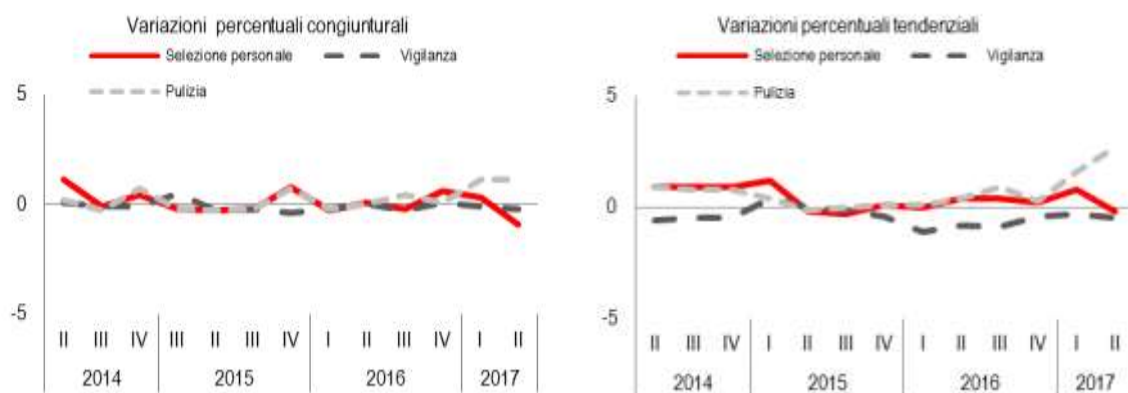 Variazioni percentuali congiunturali
Selezione personale
Vigilanza
Pulizia
5
0
-5
II III IV III II III IV I II III IV I II
2014 2015 2016 2017
Variazioni percentuali tendenziali
Selezione personale
Vigilanza
Pulizia
5
0
-5
II III IV I II III IV I II III IV I II
2014 2015 2016 2017